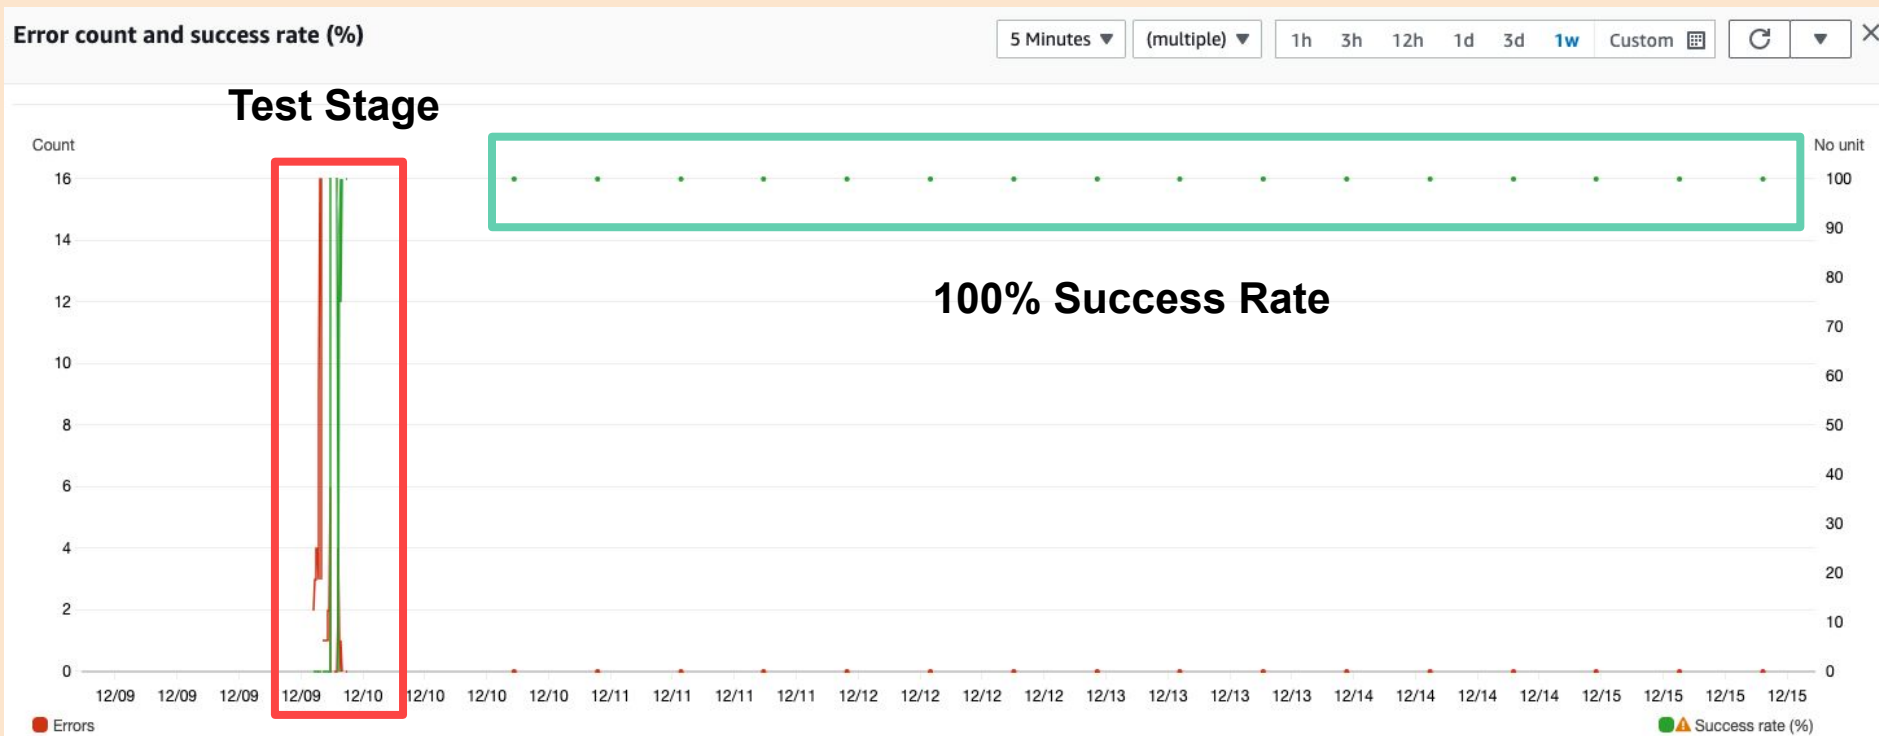 Error count and success rate (%)
5 Minutes ▼ (multiple) ▼ 1h 3h 12h 1d 3d 1w Custom
Test Stage
Count
No unit
16
14
12
10
8
6
4
2
0
100% Success Rate
100
90
80
70
60
50
40
30
20
10
0
12/09 12/09 12/09 12/09 12/10 12/10 12/10 12/10 12/11 12/11 12/11 12/11 12/12 12/12 12/12 12/12 12/13 12/13 12/13 12/13 12/14 12/14 12/14 12/14 12/15 12/15 12/15 12/15
Errors
Success rate (%)